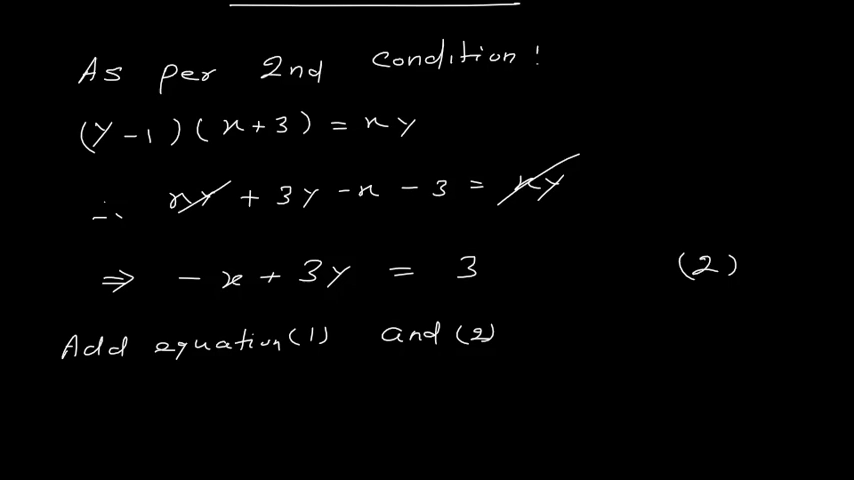 As per 2nd condition!
(y-1)(x+3) = xy
∴ xy + 3y - x - 3 = xy
⇒ - x + 3y = 3 (2)
Add equation(1) and (2)